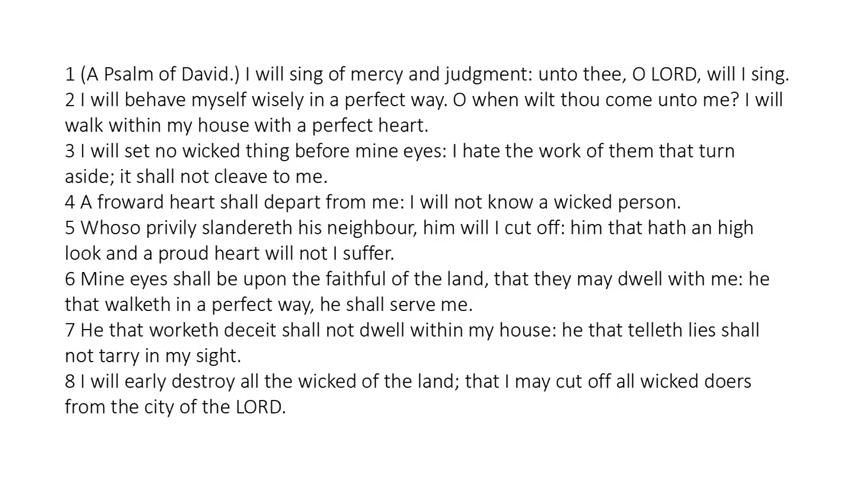 1 (A Psalm of David.) I will sing of mercy and judgment: unto thee, O LORD, will I sing.
2 I will behave myself wisely in a perfect way. O when wilt thou come unto me? I will
walk within my house with a perfect heart.
3 I will set no wicked thing before mine eyes: I hate the work of them that turn
aside; it shall not cleave to me.
4 A froward heart shall depart from me: I will not know a wicked person.
5 Whoso privily slandereth his neighbour, him will I cut off: him that hath an high
look and a proud heart will not I suffer.
6 Mine eyes shall be upon the faithful of the land, that they may dwell with me: he
that walketh in a perfect way, he shall serve me.
7 He that worketh deceit shall not dwell within my house: he that telleth lies shall
not tarry in my sight.
8 I will early destroy all the wicked of the land; that I may cut off all wicked doers
from the city of the LORD.